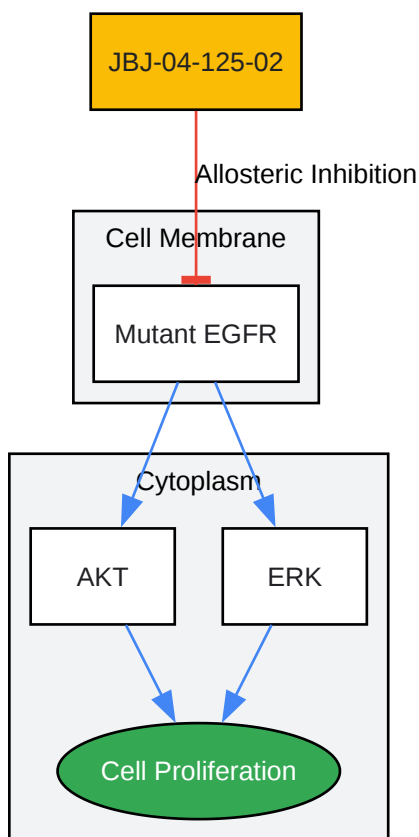 JBJ-04-125-02
Allosteric Inhibition
Cell Membrane
Mutant EGFR
Cytoplasm
AKT
ERK
Cell Proliferation